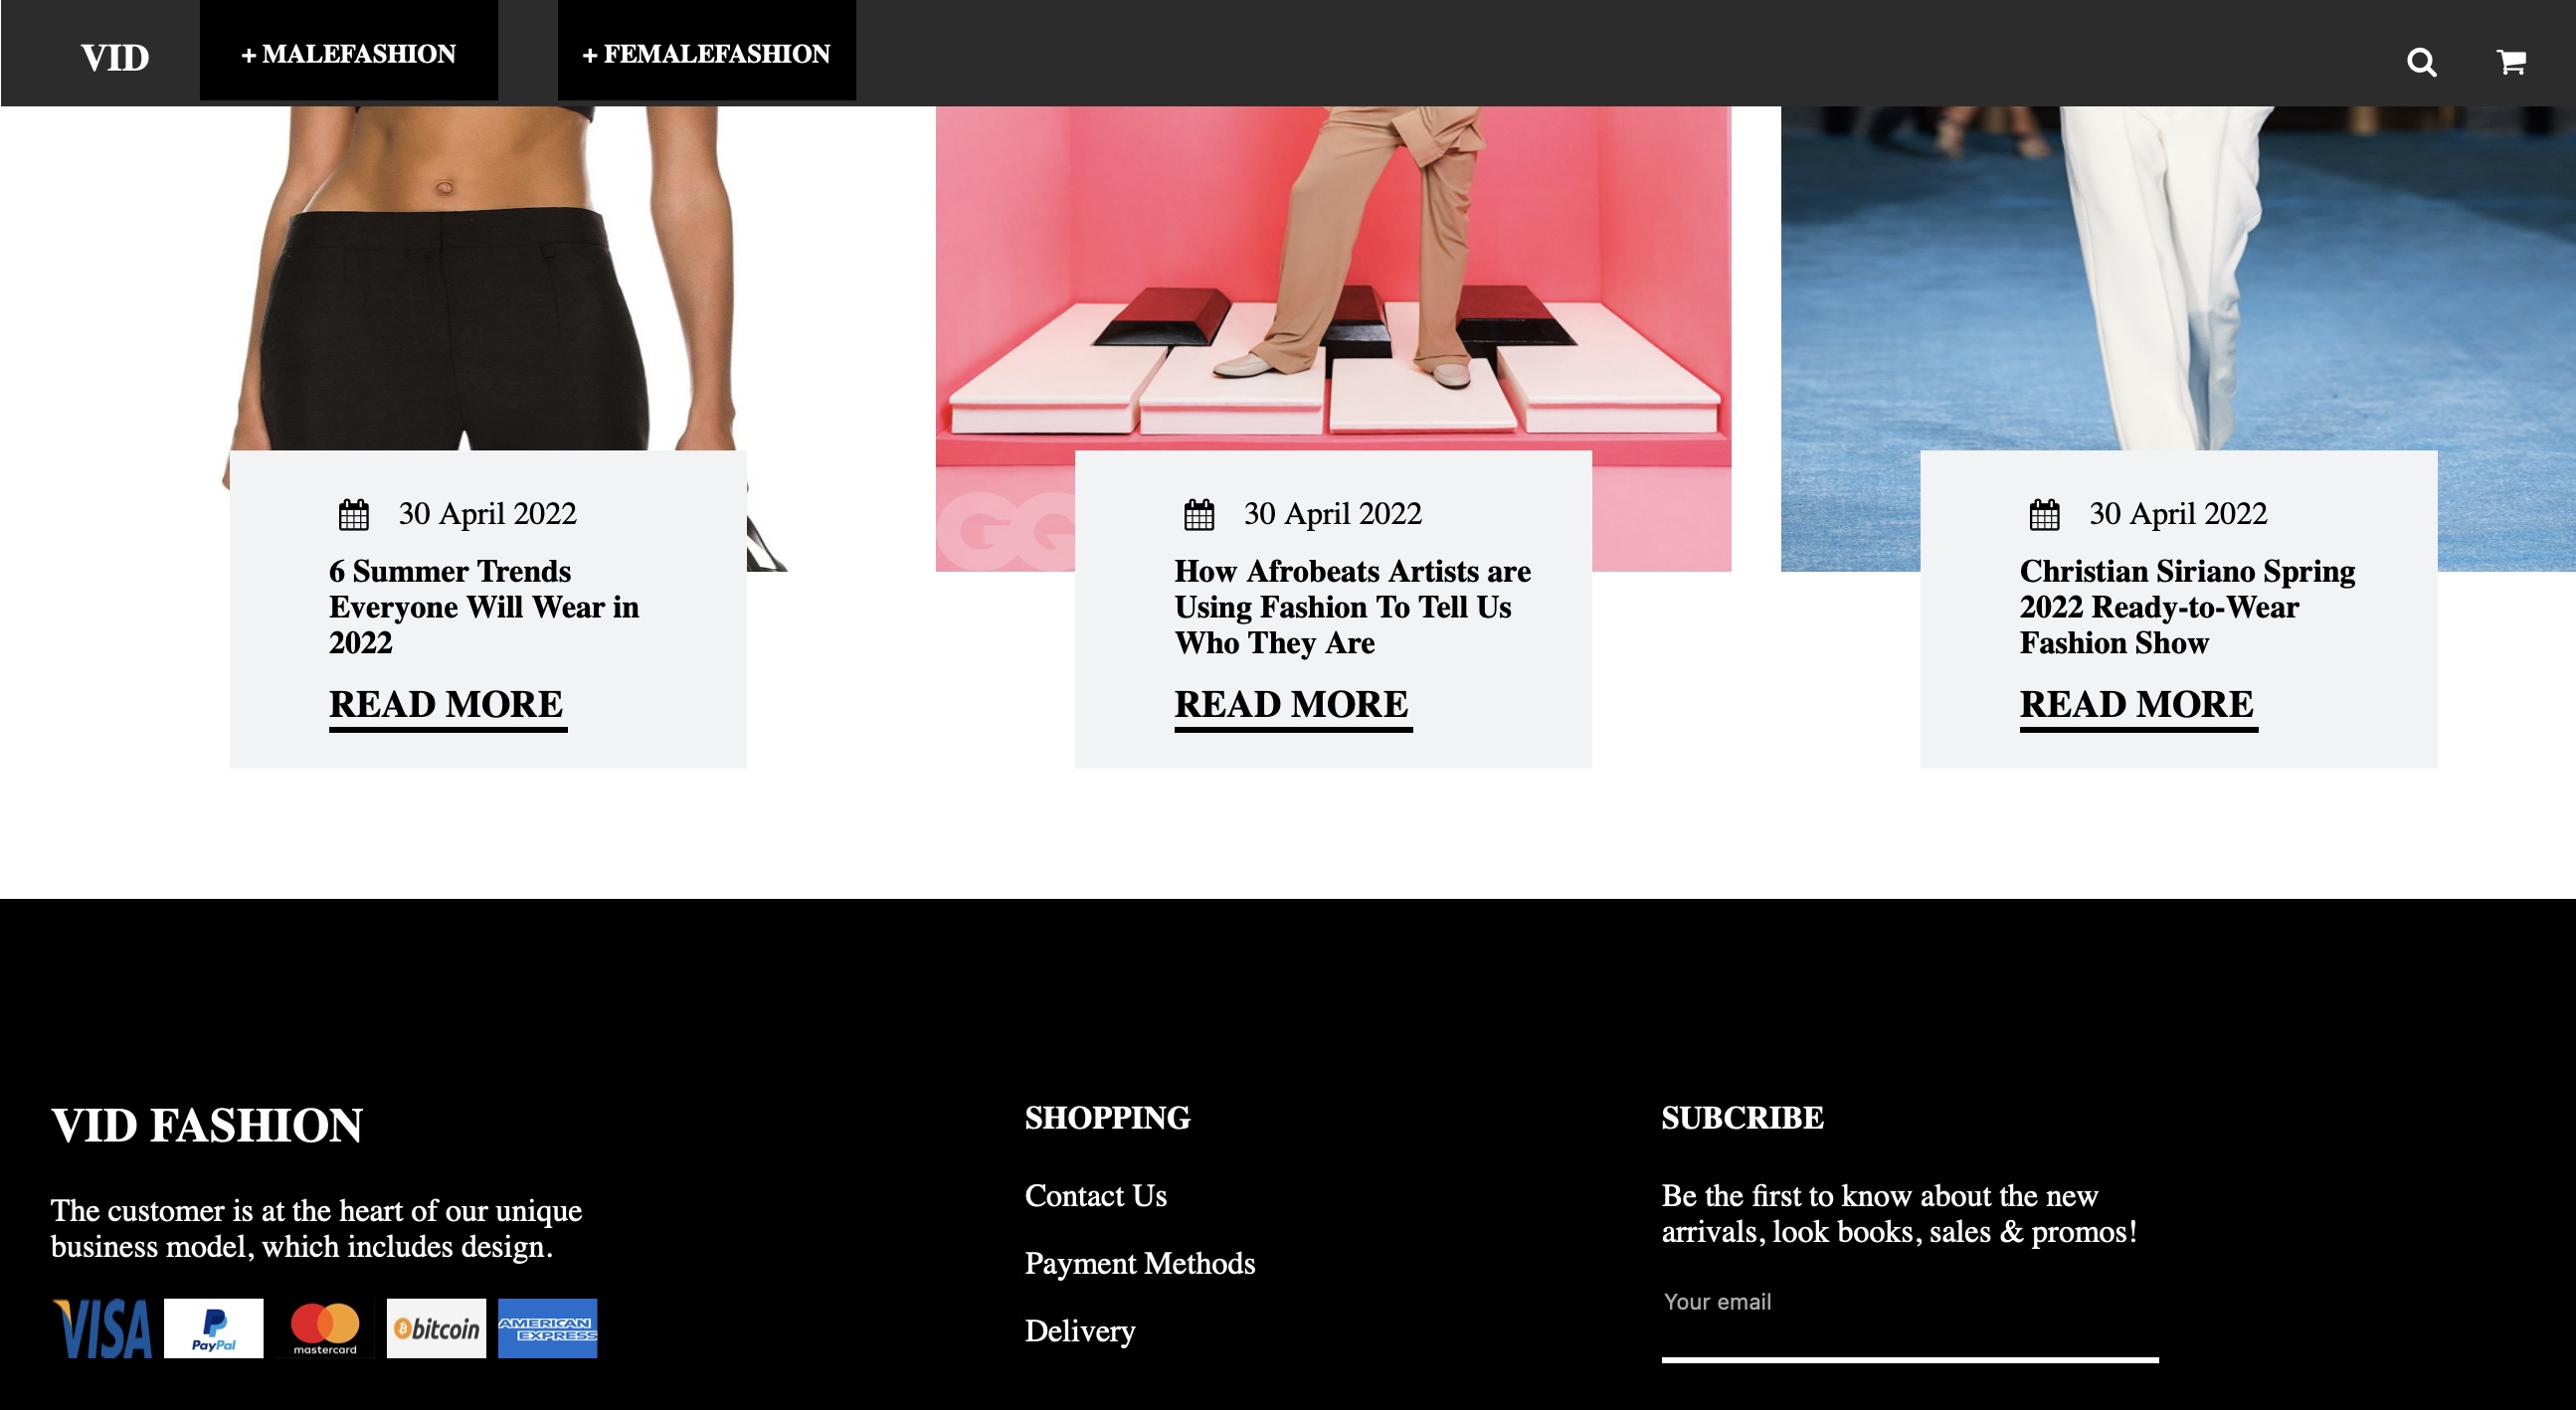 VID
+ MALEFASHION
+ FEMALEFASHION
GQ
30 April 2022
6 Summer Trends
Everyone Will Wear in
2022
READ MORE
30 April 2022
How Afrobeats Artists are
Using Fashion To Tell Us
Who They Are
READ MORE
30 April 2022
Christian Siriano Spring
2022 Ready-to-Wear
Fashion Show
READ MORE
VID FASHION
The customer is at the heart of our unique
business model, which includes design.
VISA
PayPal
mastercard
bitcoin
AMERICAN
EXPRESS
SHOPPING
Contact Us
Payment Methods
Delivery
SUBCRIBE
Be the first to know about the new
arrivals, look books, sales & promos!
Your email